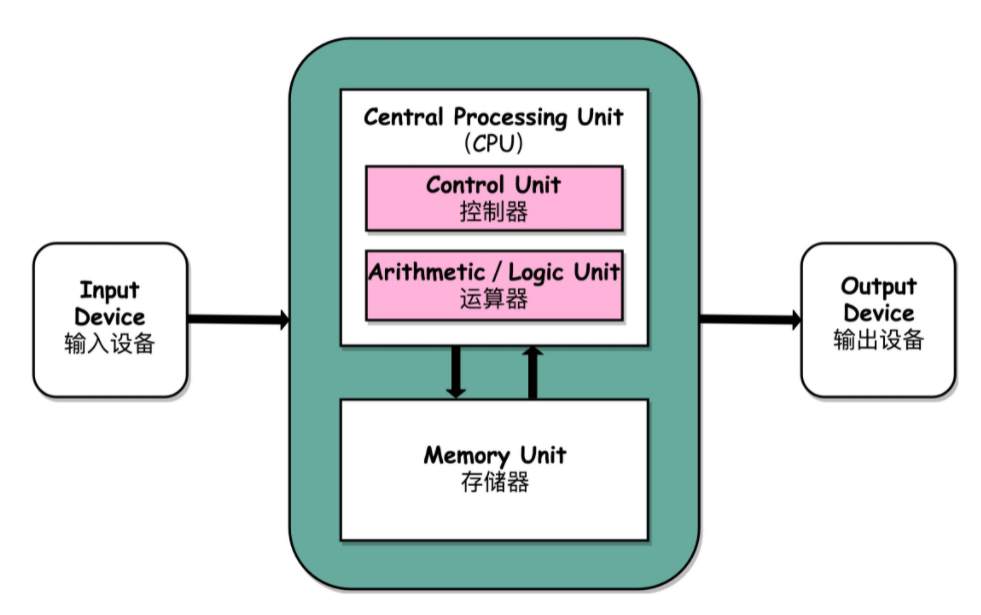 Central Processing Unit
(CPU)
Control Unit
控制器
Arithmetic / Logic Unit
运算器
Input
Device
输入设备
Output
Device
输出设备
Memory Unit
存储器